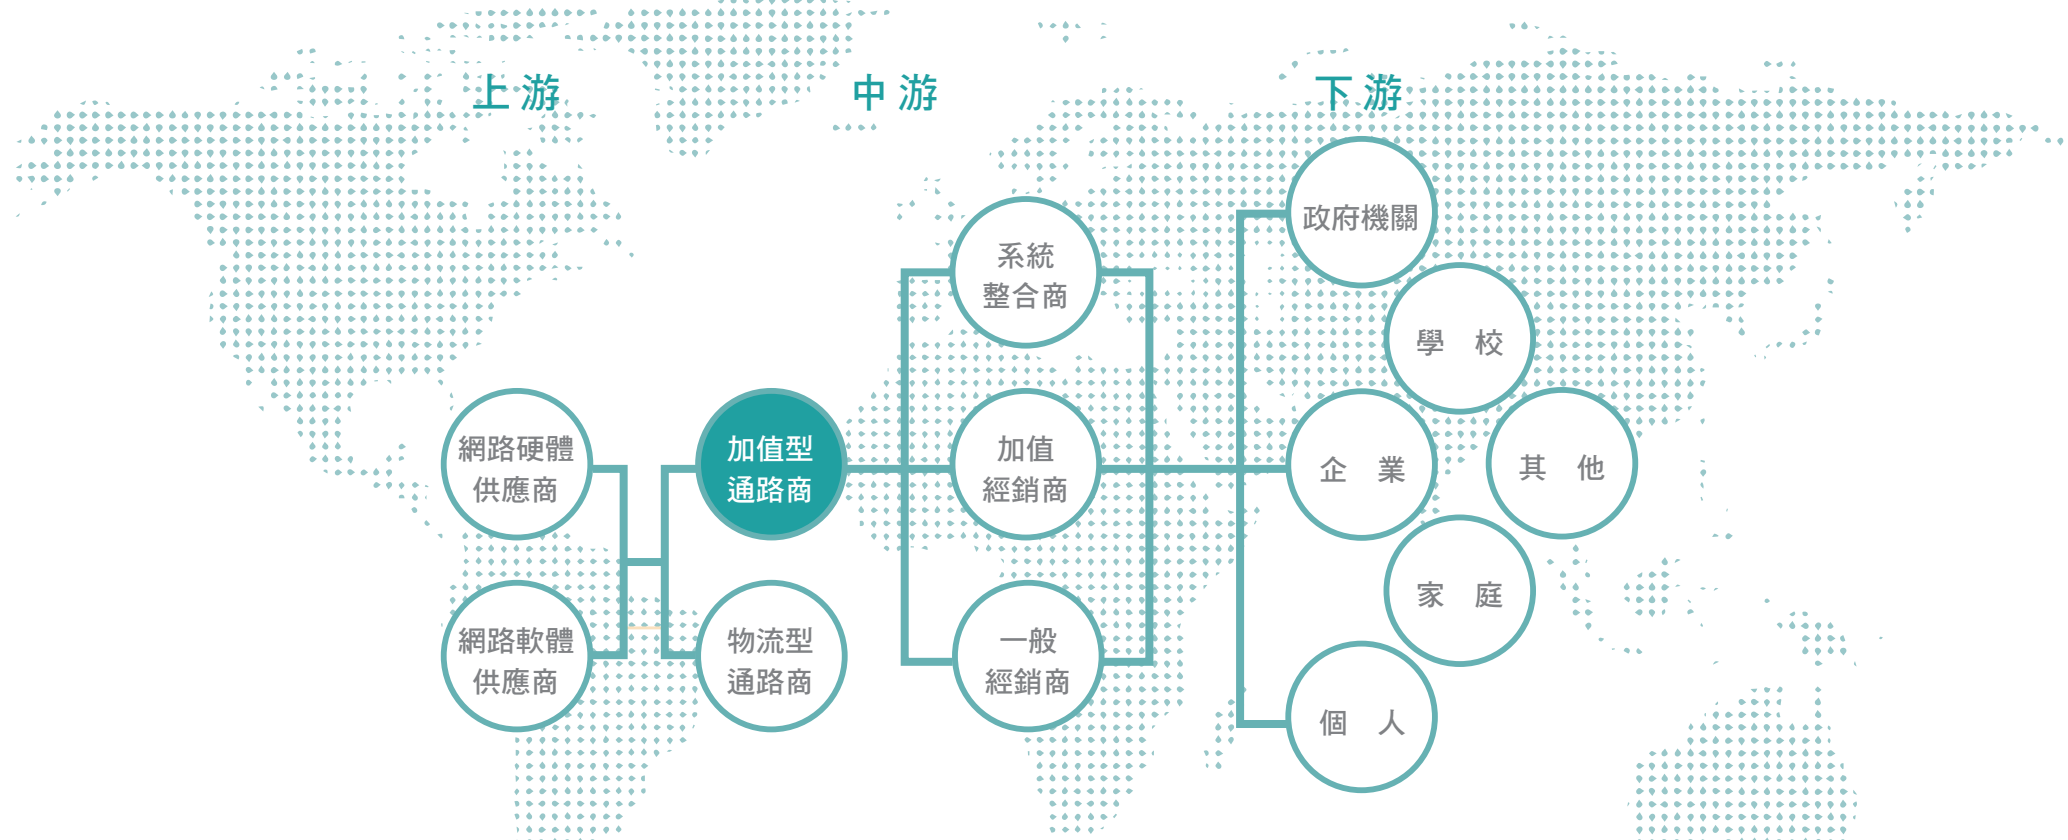 上游
中游
下游
網路硬體
供應商
網路軟體
供應商
加值型
通路商
物流型
通路商
系統
整合商
加值
經銷商
一般
經銷商
政府機關
學　校
企　業
其　他
家　庭
個　人